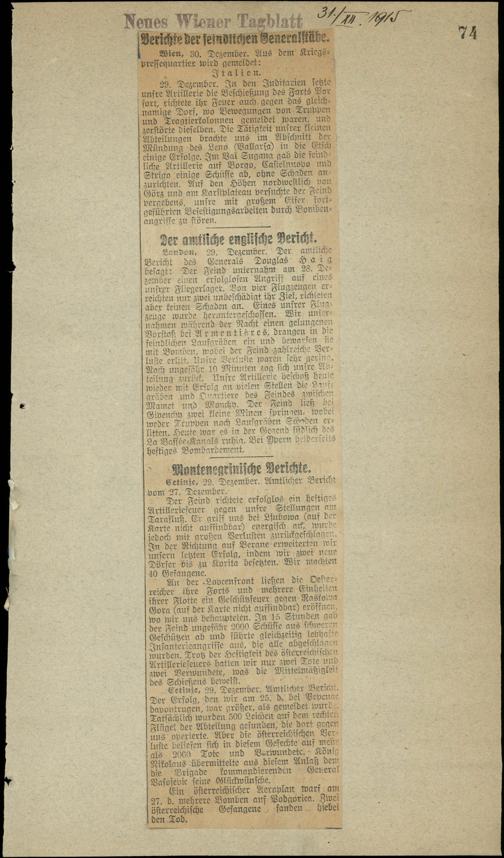 Neues Wiener Tagblatt
31./XII. 1915
74
Berichte der feindlichen Generalstäbe.
Wien, 30. Dezember. Aus dem Kriegs-
pressequartier wird gemeldet:
Italien.
29. Dezember. In den Judikarien setzte
unsre Artillerie die Beschießung des Forts Por
fort, richtete ihr Feuer auch gegen das gleich-
namige Dorf, wo Bewegungen von Truppen
und Tragtierkolonnen gemeldet waren, und
zerstörte dieselben. Die Tätigkeit unsrer kleinen
Abteilungen brachte uns im Abschnitt der
Mündung des Leno (Vallarsa) in die Etsch
einige Erfolge. Im Val Sugana gab die feind-
liche Artillerie auf Borgo, Castelnuovo und
Strigo einige Schüsse ab, ohne Schaden an-
zurichten. Auf den Höhen nordwestlich von
Görz und am Karstplateau versuchte der Feind
vergebens, unsre mit großem Eifer fort-
geführten Befestigungsarbeiten durch Bomben-
angriffe zu stören.
Der amtliche englische Bericht.
London, 29. Dezember. Der amtliche
Bericht des Generals Douglas Haig
besagt: Der Feind unternahm am 28. De-
zember einen erfolglosen Angriff auf eines
unsrer Fliegerlager. Von vier Flugzeugen er-
reichten nur zwei unbeschädigt ihr Ziel, richteten
aber keinen Schaden an. Eines unsrer Flug-
zeuge wurde heruntergeschossen. Wir unter-
nahmen während der Nacht einen gelungenen
Vorstoß bei Armentières, drangen in die
feindlichen Laufgräben ein und bewarfen sie
mit Bomben, wobei der Feind zahlreiche Ver-
luste erlitt. Unsre Verluste waren sehr gering.
Nach ungefähr 10 Minuten zog sich unsre Ab-
teilung zurück. Unsre Artillerie beschoß heute
wieder mit Erfolg an vielen Stellen die Lauf-
gräben und Quartiere des Feindes zwischen
Mamet und Monchy. Der Feind ließ bei
Givenchy zwei kleine Minen springen, wobei
weder Truppen noch Laufgräben Schaden er-
litten. Heute war es in der Gegend südlich des
La Bassée-Kanals ruhig. Bei Ypern beiderseits
heftiges Bombardement.
Montenegrinische Berichte.
Cetinje, 29. Dezember. Amtlicher Bericht
vom 27. Dezember.
Der Feind richtete erfolglos ein heftiges
Artilleriefeuer gegen unsre Stellungen am
Tarafluß. Er griff uns bei Ljubowa (auf der
Karte nicht auffindbar) energisch an, wurde
jedoch mit großen Verlusten zurückgeschlagen.
In der Richtung auf Berane erweiterten wir
unsern letzten Erfolg, indem wir zwei neue
Dörfer bis zu Korita besetzten. Wir machten
40 Gefangene.
An der Lovcenfront ließen die Oester-
reicher ihre Forts und mehrere Einheiten
ihrer Flotte ein Geschützfeuer gegen
Gora (auf der Karte nicht auffindbar) eröffnen,
wo wir uns behaupteten. In 15 Stunden gab
der Feind ungefähr 2000 Schüsse aus schweren
Geschützen ab und führte gleichzeitig lebhafte
Infanterieangriffe aus, die alle abgeschlagen
wurden. Trotz der Heftigkeit des österreichischen
Artilleriefeuers hatten wir nur zwei Tote und
zwei Verwundete, was die Mittelmäßigkeit
des Schießens beweist.
Cetinje, 29. Dezember. Amtlicher Bericht.
Der Erfolg, den wir am 25. d. bei
davontrugen, war größer, als gemeldet wurde.
Tatsächlich wurden 500 Leichen auf dem rechten
Flügel der Abteilung gefunden, die dort gegen
uns operierte. Aber die österreichischen Ver-
luste beliefen sich in diesem Gefechte auf mehr
als 2000 Tote und Verwundete. König
Nikolaus übermittelte aus diesem Anlaß dem
die Brigade kommandierenden General
Vasojevic seine Glückwünsche.
Ein österreichischer Aeroplan warf am
27. d. mehrere Bomben auf Podgorica. Zwei
österreichische Gefangene fanden hiebei
den Tod.